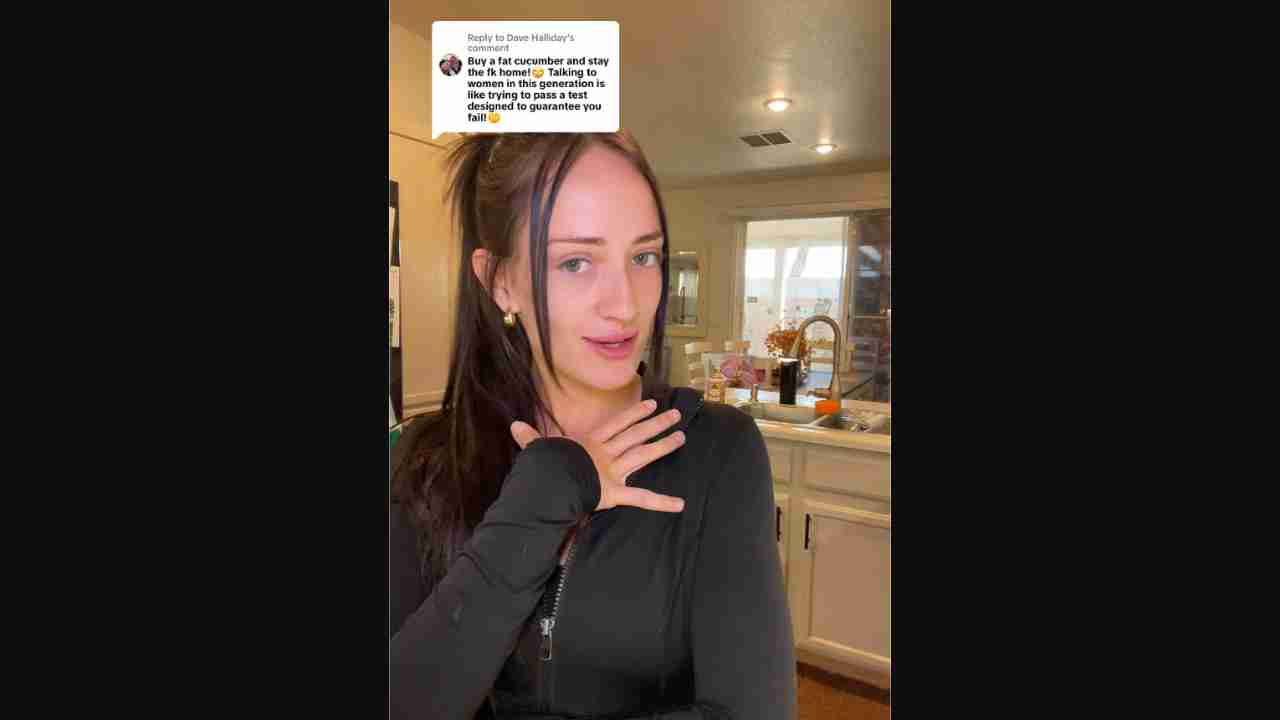 Reply to Dave Halliday's
comment
Buy a fat cucumber and stay
the fk home!😬 Talking to
women in this generation is
like trying to pass a test
designed to guarantee you
fail!😬